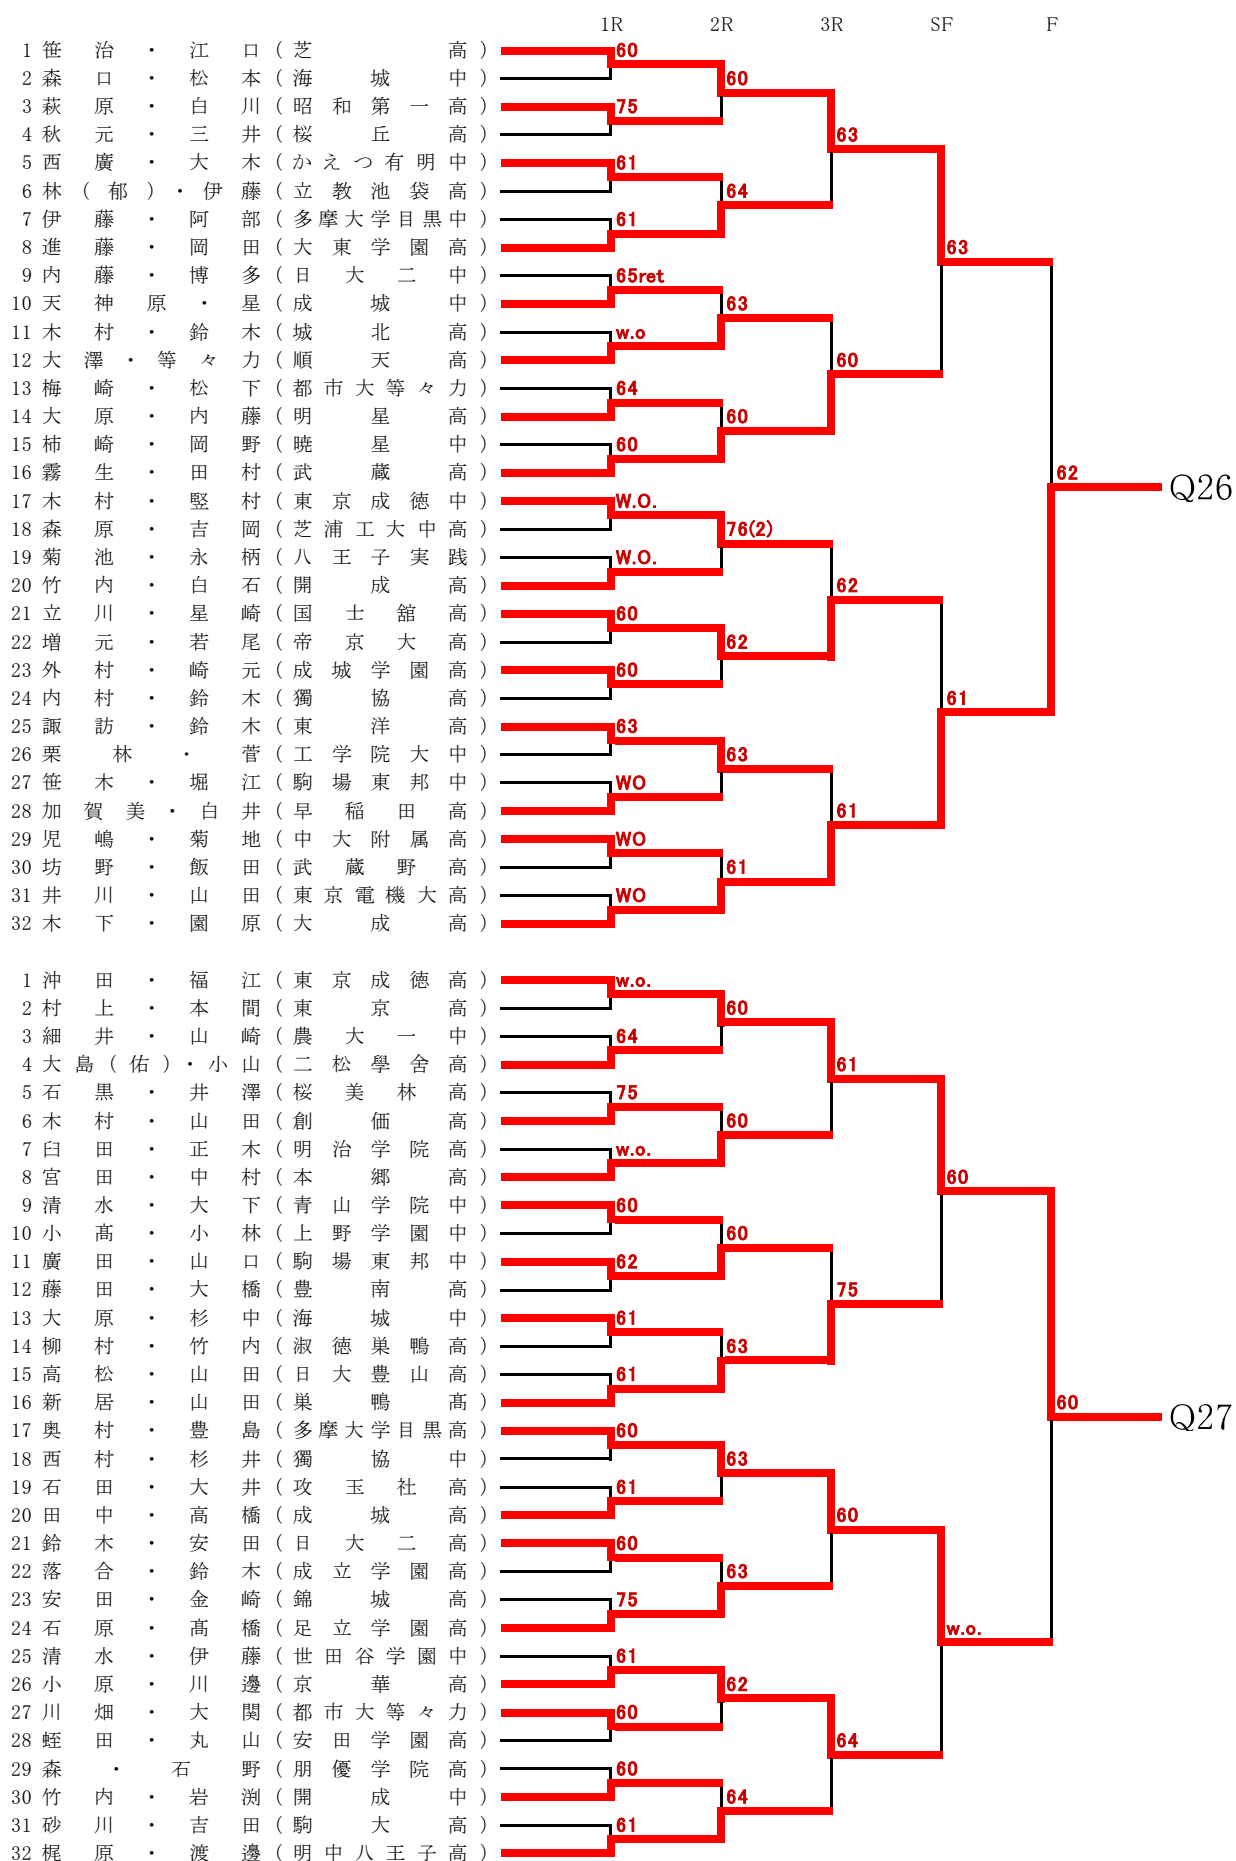 1R 2R 3R SF F
1 笹治・江口(芝高) 60
2 森口・松本(海城中) 60
3 萩原・白川(昭和第一高) 75
4 秋元・三井(桜丘高) 63
5 西廣・大木(かえつ有明中) 61
6 林(郁)・伊藤(立教池袋高) 64
7 伊藤・阿部(多摩大学目黒中) 61
8 進藤・岡田(大東学園高) 63
9 内藤・博多(日大二中) 65ret
10 天神原・星(成城中) 63
11 木村・鈴木(城北高) w.o
12 大澤・等々力(順天高) 60
13 梅崎・松下(都市大等々力) 64
14 大原・内藤(明星高) 60
15 柿崎・岡野(暁星中) 60
16 霧生・田村(武蔵高) 62 Q26
17 木村・堅村(東京成徳中) W.O.
18 森原・吉岡(芝浦工大中高) 76(2)
19 菊池・永柄(八王子実践) W.O.
20 竹内・白石(開成高) 62
21 立川・星崎(国士舘高) 60
22 増元・若尾(帝京大高) 62
23 外村・崎元(成城学園高) 60
24 内村・鈴木(獨協高) 61
25 諏訪・鈴木(東洋高) 63
26 栗林・菅(工学院大中) 63
27 笹木・堀江(駒場東邦中) WO
28 加賀美・白井(早稲田高) 61
29 児嶋・菊地(中大附属高) WO
30 坊野・飯田(武蔵野高) 61
31 井川・山田(東京電機大高) WO
32 木下・園原(大成高)
1 沖田・福江(東京成徳高) w.o.
2 村上・本間(東京高) 60
3 細井・山崎(農大一中) 64
4 大島(佑)・小山(二松學舎高) 61
5 石黒・井澤(桜美林高) 75
6 木村・山田(創価高) 60
7 臼田・正木(明治学院高) w.o.
8 宮田・中村(本郷高) 60
9 清水・大下(青山学院中) 60
10 小髙・小林(上野学園中) 60
11 廣田・山口(駒場東邦中) 62
12 藤田・大橋(豊南高) 75
13 大原・杉中(海城中) 61
14 柳村・竹内(淑徳巣鴨高) 63
15 高松・山田(日大豊山高) 61
16 新居・山田(巣鴨高) 60 Q27
17 奥村・豊島(多摩大学目黒高) 60
18 西村・杉井(獨協中) 63
19 石田・大井(攻玉社高) 61
20 田中・高橋(成城高) 60
21 鈴木・安田(日大二高) 60
22 落合・鈴木(成立学園高) 63
23 安田・金崎(錦城高) 75
24 石原・髙橋(足立学園高) w.o.
25 清水・伊藤(世田谷学園中) 61
26 小原・川邊(京華高) 62
27 川畑・大関(都市大等々力) 60
28 蛭田・丸山(安田学園高) 64
29 森・石野(朋優学院高) 60
30 竹内・岩渕(開成中) 64
31 砂川・吉田(駒大高) 61
32 梶原・渡邊(明中八王子高)